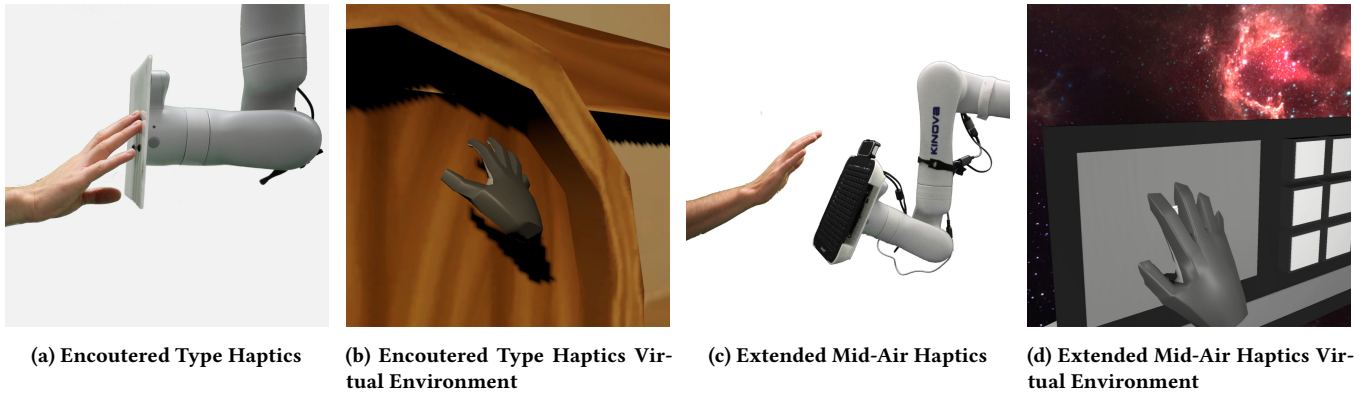 KINOVA
(a) Encoutered Type Haptics
(b) Encoutered Type Haptics Vir-
tual Environment
(c) Extended Mid-Air Haptics
(d) Extended Mid-Air Haptics Vir-
tual Environment